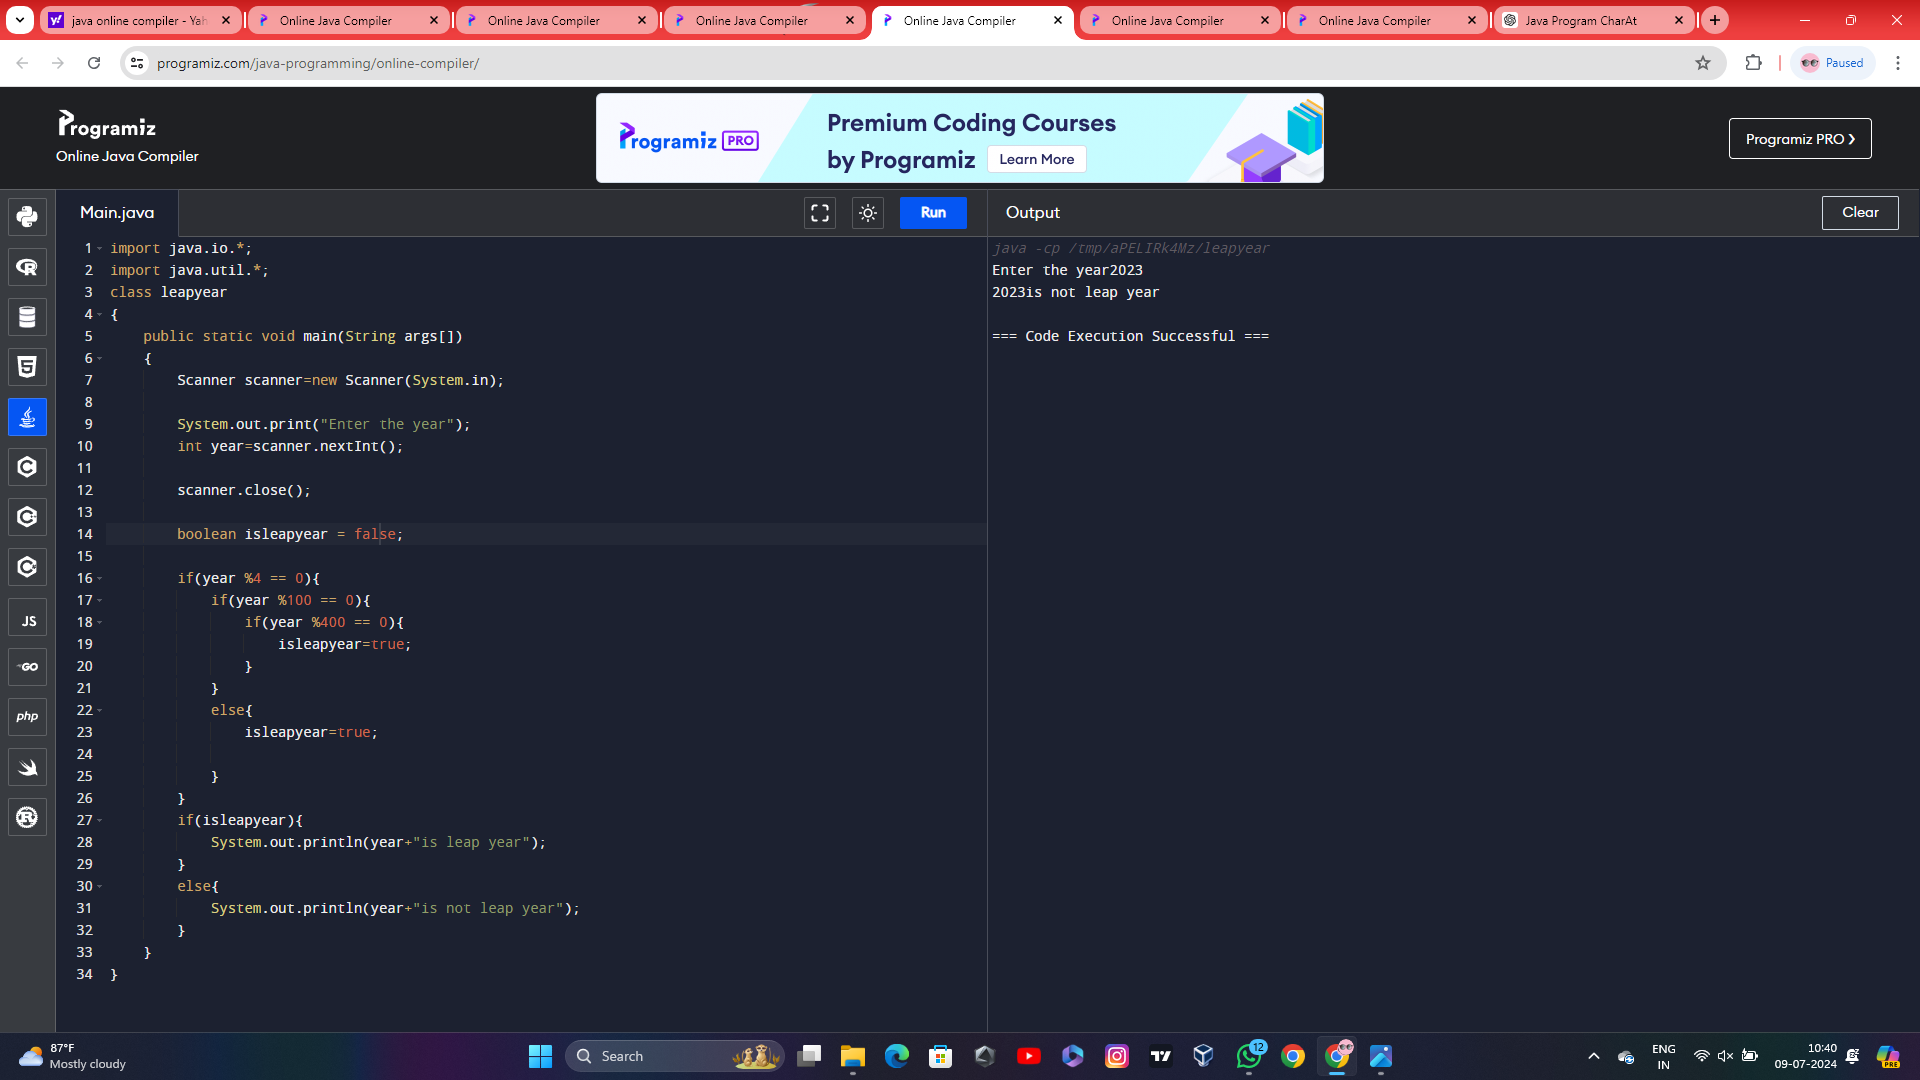 java online compiler - Yah
Online Java Compiler
Online Java Compiler
Online Java Compiler
Online Java Compiler
Online Java Compiler
Online Java Compiler
Java Program CharAt
programiz.com/java-programming/online-compiler/
Paused
Programiz
Online Java Compiler
Programiz PRO
Premium Coding Courses
by Programiz Learn More
Programiz PRO ❯
Main.java
Run
Output
Clear
1 import java.io.*;
2 import java.util.*;
3 class leapyear
4 {
5 public static void main(String args[])
6 {
7 Scanner scanner=new Scanner(System.in);
8
9 System.out.print("Enter the year");
10 int year=scanner.nextInt();
11
12 scanner.close();
13
14 boolean isleapyear = false;
15
16 if(year %4 == 0){
17 if(year %100 == 0){
18 if(year %400 == 0){
19 isleapyear=true;
20 }
21 }
22 else{
23 isleapyear=true;
24
25 }
26 }
27 if(isleapyear){
28 System.out.println(year+"is leap year");
29 }
30 else{
31 System.out.println(year+"is not leap year");
32 }
33 }
34 }
java -cp /tmp/aPELIRk4Mz/leapyear
Enter the year2023
2023is not leap year
=== Code Execution Successful ===
JS
GO
php
87°F
Mostly cloudy
Search
12
ENG
IN
10:40
09-07-2024
PRE